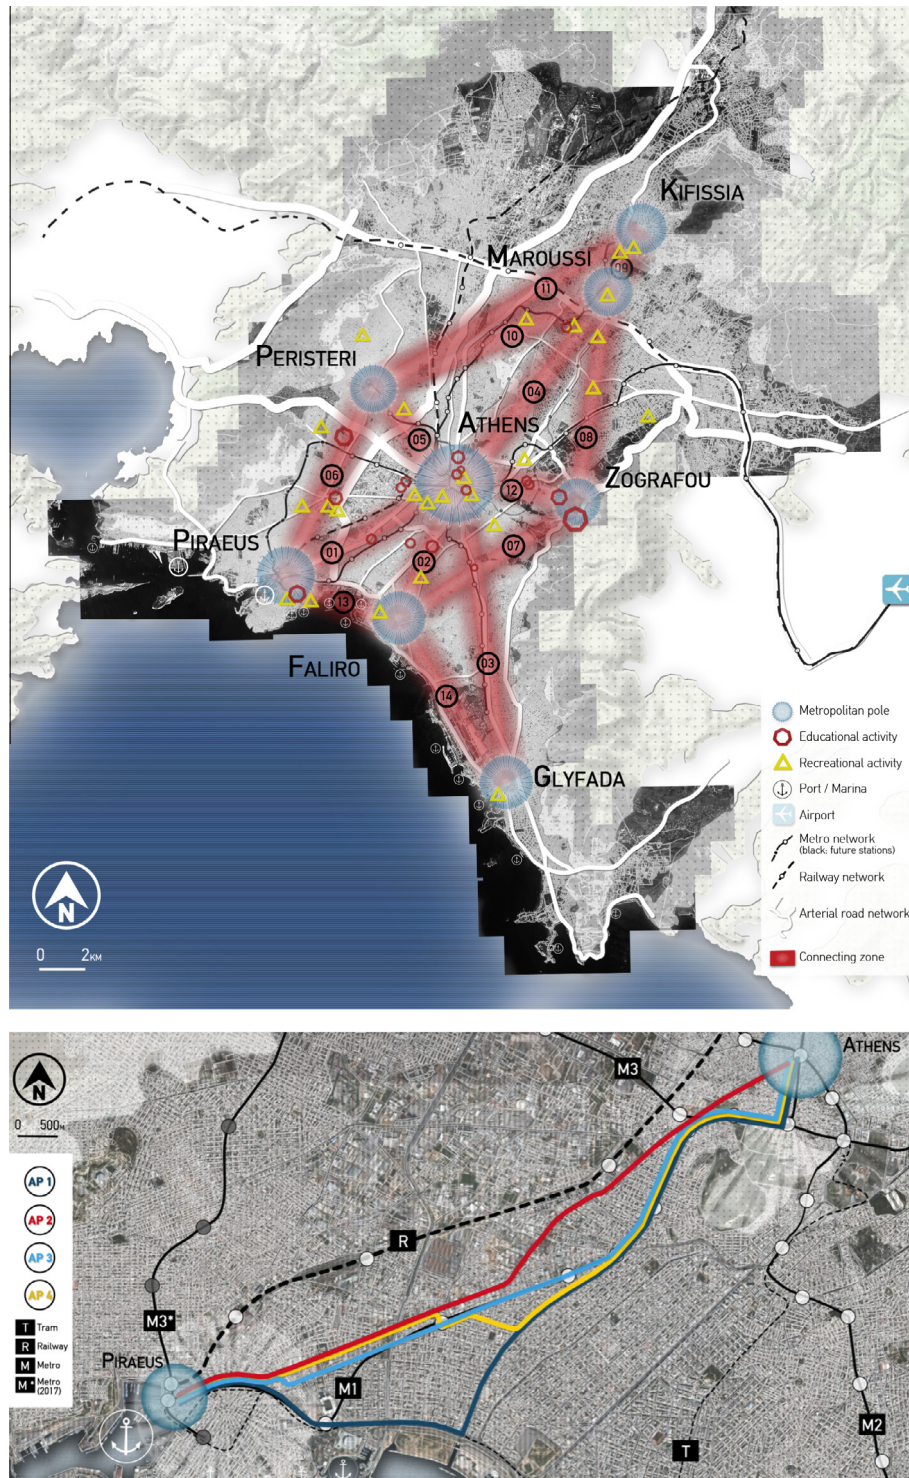 KIFISSIA
MAROUSSI
09
11
10
PERISTERI
04
ATHENS
05
08
06
ZOGRAFOU
12
PIRAEUS
01
02
07
13
FALIRO
03
14
GLYFADA
Metropolitan pole
Educational activity
Recreational activity
Port / Marina
Airport
Metro network
(black: future stations)
Railway network
Arterial road network
Connecting zone
N
0 2KM
ATHENS
N
M3
0 500M
AP 1
AP 2
AP 3
AP 4
R
T Tram
R Railway
M Metro
M* Metro
(2017)
M3*
PIRAEUS
M1
M2
T